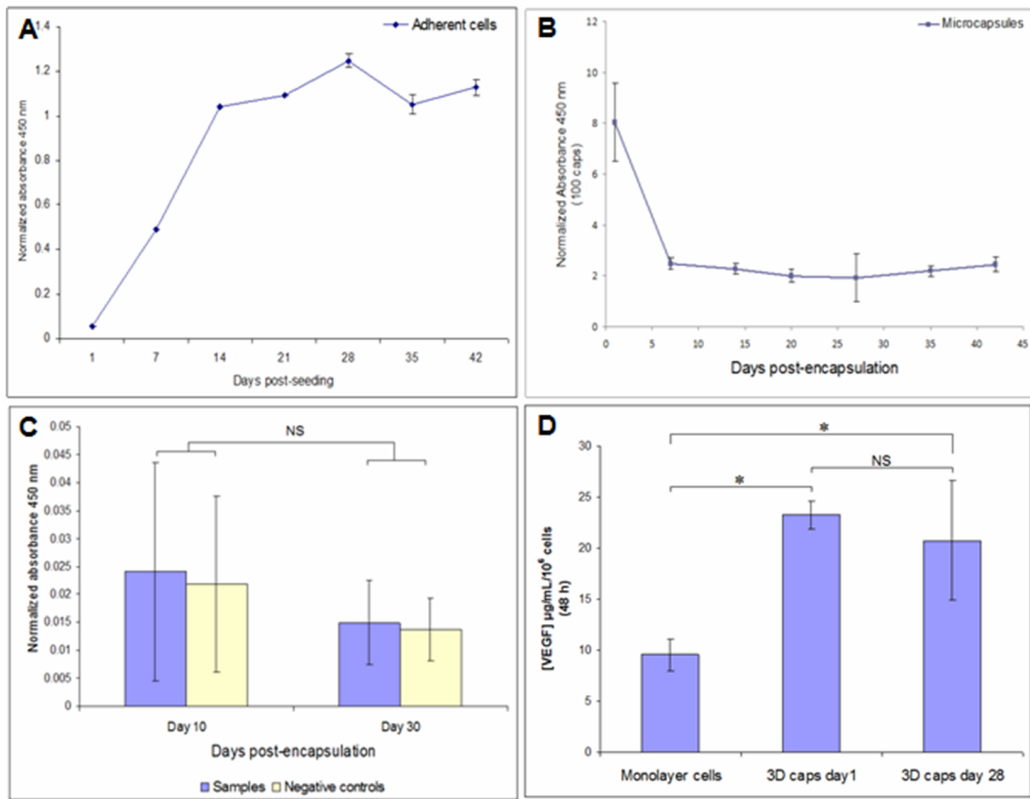 A
Adherent cells
Normalized absorbance 450 nm
1.4
1.2
1
0.8
0.6
0.4
0.2
0
1 7 14 21 28 35 42
Days post-seeding
B
Microcapsules
Normalized Absorbance 450 nm
(100 caps)
12
10
8
6
4
2
0
0 5 10 15 20 25 30 35 40 45
Days post-encapsulation
C
NS
Normalized absorbance 450 nm
0.05
0.045
0.04
0.035
0.03
0.025
0.02
0.015
0.01
0.005
0
Day 10 Day 30
Days post-encapsulation
Samples Negative controls
D
*
NS
*
[VEGF] µg/mL/10⁶ cells
(48 h)
30
25
20
15
10
5
0
Monolayer cells 3D caps day1 3D caps day 28